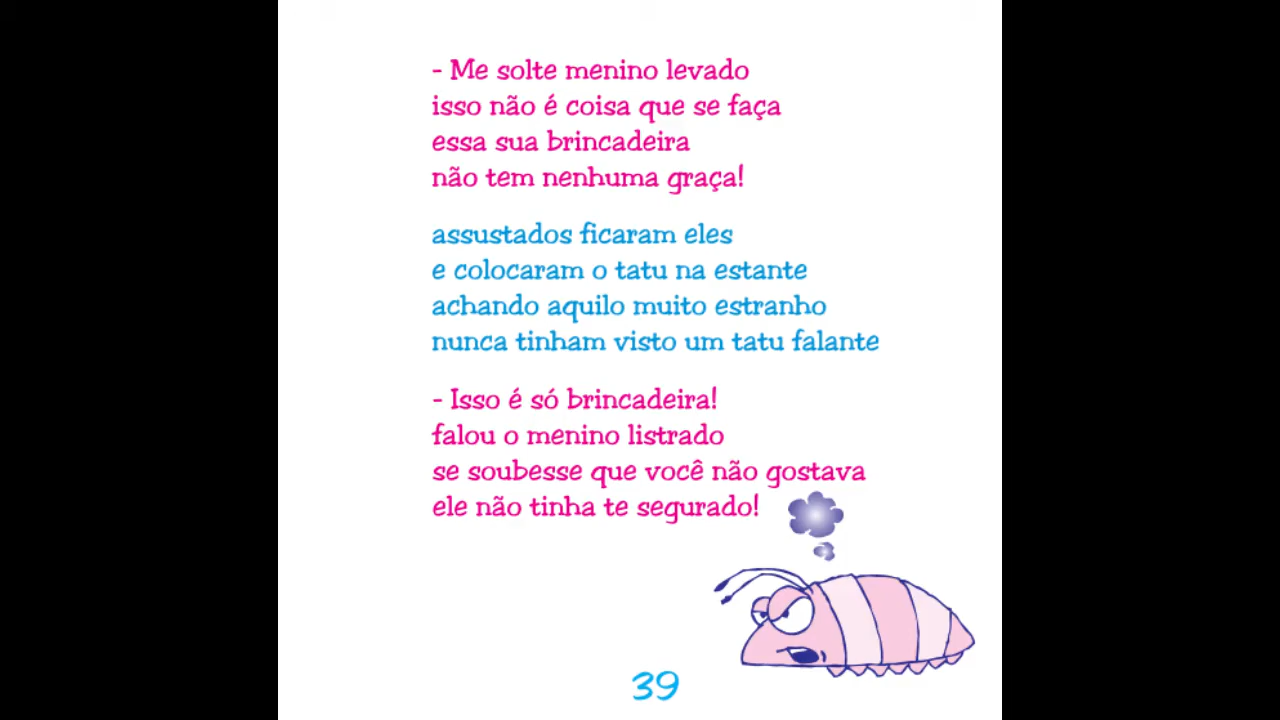 - Me solte menino levado
isso não é coisa que se faça
essa sua brincadeira
não tem nenhuma graça!
assustados ficaram eles
e colocaram o tatu na estante
achando aquilo muito estranho
nunca tinham visto um tatu falante
- Isso é só brincadeira!
falou o menino listrado
se soubesse que você não gostava
ele não tinha te segurado!
39